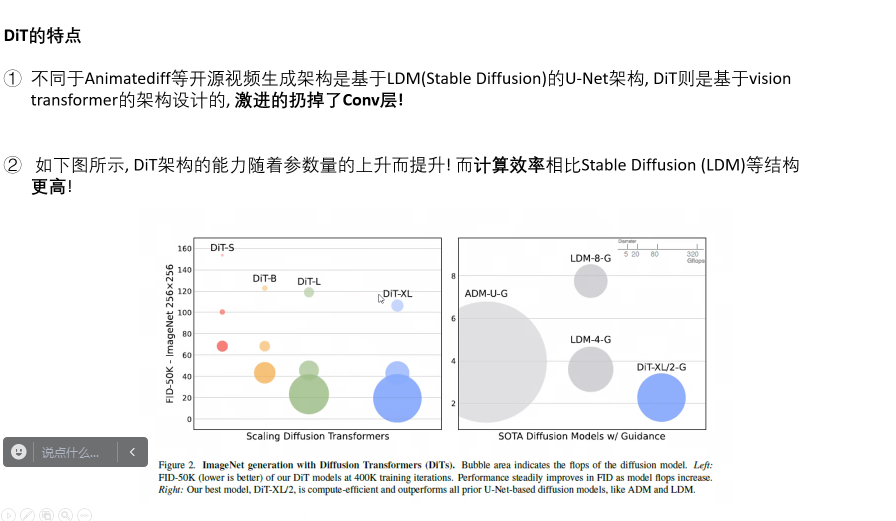 DiT的特点
① 不同于Animatediff等开源视频生成架构是基于LDM(Stable Diffusion)的U-Net架构, DiT则是基于vision
transformer的架构设计的, 激进的扔掉了Conv层!
② 如下图所示, DiT架构的能力随着参数量的上升而提升! 而计算效率相比Stable Diffusion (LDM)等结构
更高!
FID-50K - ImageNet 256×256
160
140
120
100
80
60
40
20
0
DiT-S
DiT-B
DiT-L
DiT-XL
Scaling Diffusion Transformers
8
6
4
2
Diameter
5 20 80 320
Gflops
LDM-8-G
ADM-U-G
LDM-4-G
DiT-XL/2-G
SOTA Diffusion Models w/ Guidance
说点什么...
Figure 2. ImageNet generation with Diffusion Transformers (DiTs). Bubble area indicates the flops of the diffusion model. Left:
FID-50K (lower is better) of our DiT models at 400K training iterations. Performance steadily improves in FID as model flops increase.
Right: Our best model, DiT-XL/2, is compute-efficient and outperforms all prior U-Net-based diffusion models, like ADM and LDM.